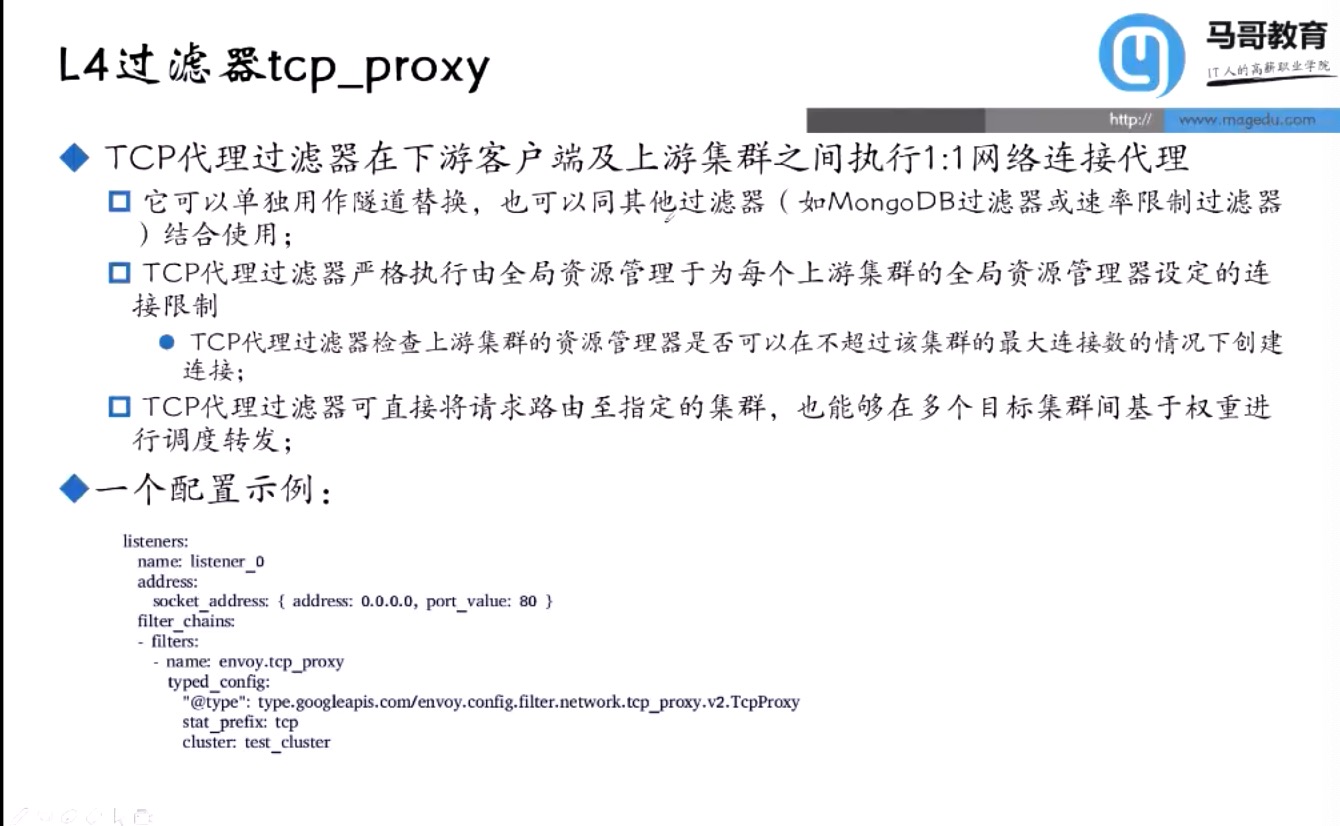 L4过滤器tcp_proxy
马哥教育
IT人的高薪职业学院
http:// www.magedu.com
TCP代理过滤器在下游客户端及上游集群之间执行1:1网络连接代理
它可以单独用作隧道替换，也可以同其他过滤器（如MongoDB过滤器或速率限制过滤器
）结合使用；
TCP代理过滤器严格执行由全局资源管理于为每个上游集群的全局资源管理器设定的连
接限制
TCP代理过滤器检查上游集群的资源管理器是否可以在不超过该集群的最大连接数的情况下创建
连接；
TCP代理过滤器可直接将请求路由至指定的集群，也能够在多个目标集群间基于权重进
行调度转发；
一个配置示例：
listeners:
name: listener_0
address:
socket_address: { address: 0.0.0.0, port_value: 80 }
filter_chains:
- filters:
- name: envoy.tcp_proxy
typed_config:
"@type": type.googleapis.com/envoy.config.filter.network.tcp_proxy.v2.TcpProxy
stat_prefix: tcp
cluster: test_cluster